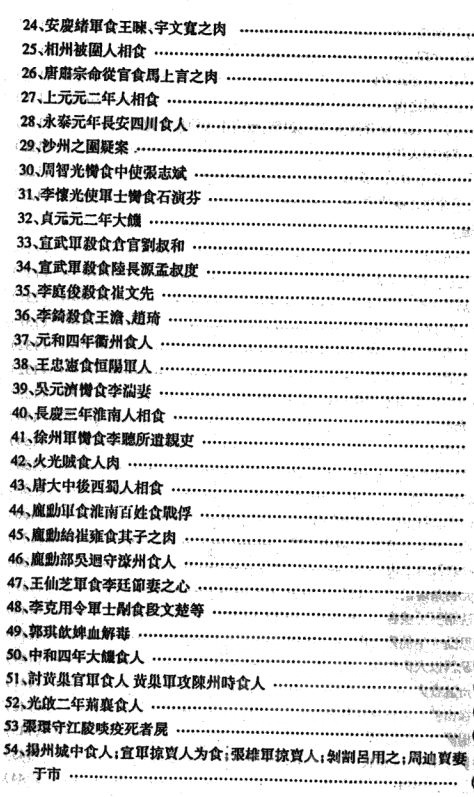 24、安慶緒軍食王暕、宇文寬之肉
25、相州被圍人相食
26、唐肅宗命從官食馬上言之肉
27、上元元二年人相食
28、永泰元年長安四川食人
29、沙州之圍疑案
30、周智光臠食中使張志斌
31、李懷光使軍士臠食石演芬
32、貞元元二年大饑
33、宣武軍殺食倉官劉叔和
34、宣武軍殺食陸長源孟叔度
35、李庭俊殺食崔文先
36、李錡殺食王澹、趙琦
37、元和四年衢州食人
38、王忠憲食恒陽軍人
39、吳元濟臠食李湍妻
40、長慶三年淮南人相食
41、徐州軍臠食李聽所遣親吏
42、火光賊食人肉
43、唐大中後西蜀人相食
44、龐勳軍食淮南百姓食戰俘
45、龐勳給崔雍食其子之肉
46、龐勳部吳迥守濠州食人
47、王仙芝軍食李廷節妻之心
48、李克用令軍士剮食段文楚等
49、郭琪飲婢血解毒
50、中和四年大饑食人
51、討黃巢官軍食人 黃巢軍攻陳州時食人
52、光啟二年荊襄食人
53 張瓌守江陵啖疫死者屍
54、揚州城中食人；宣軍掠賣人为食；張雄軍掠賣人；剝割呂用之；周迪賣妻
于市